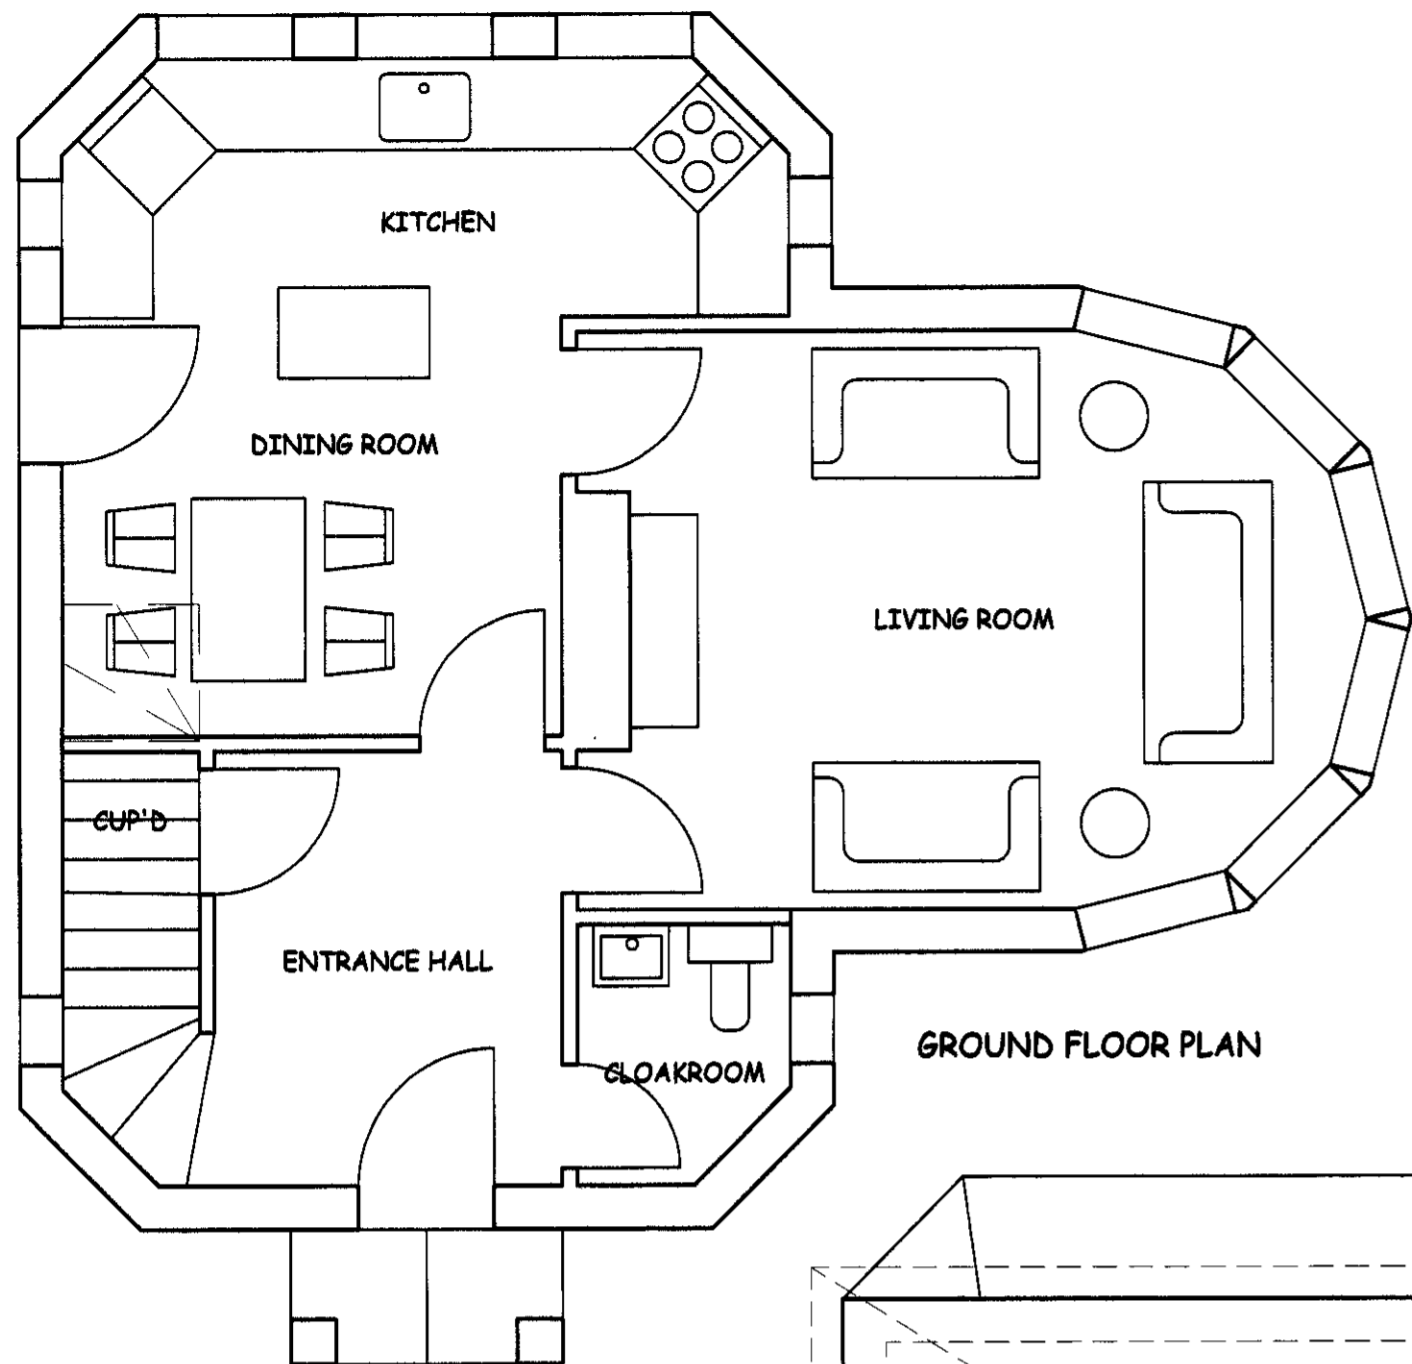 KITCHEN
DINING ROOM
LIVING ROOM
CUP'D
ENTRANCE HALL
CLOAKROOM
GROUND FLOOR PLAN